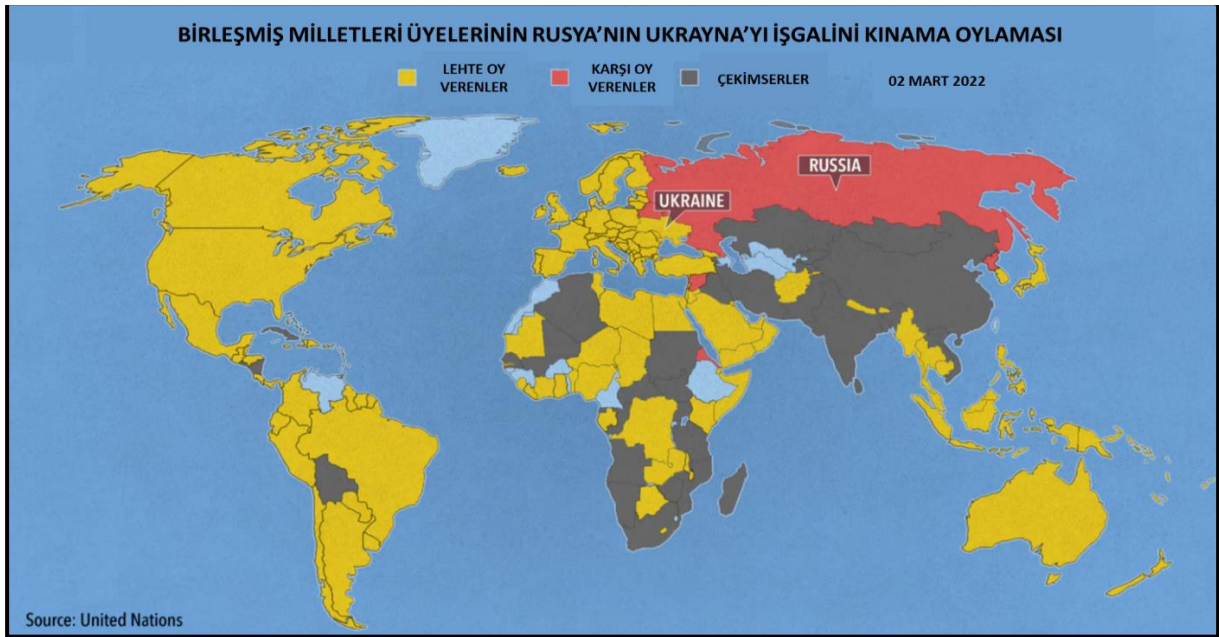 BİRLEŞMİŞ MİLLETLERİ ÜYELERİNİN RUSYA'NIN UKRAYNA'YI İŞGALİNİ KINAMA OYLAMASI
LEHTE OY
VERENLER
KARŞI OY
VERENLER
ÇEKİMSERLER
02 MART 2022
RUSSIA
UKRAINE
Source: United Nations